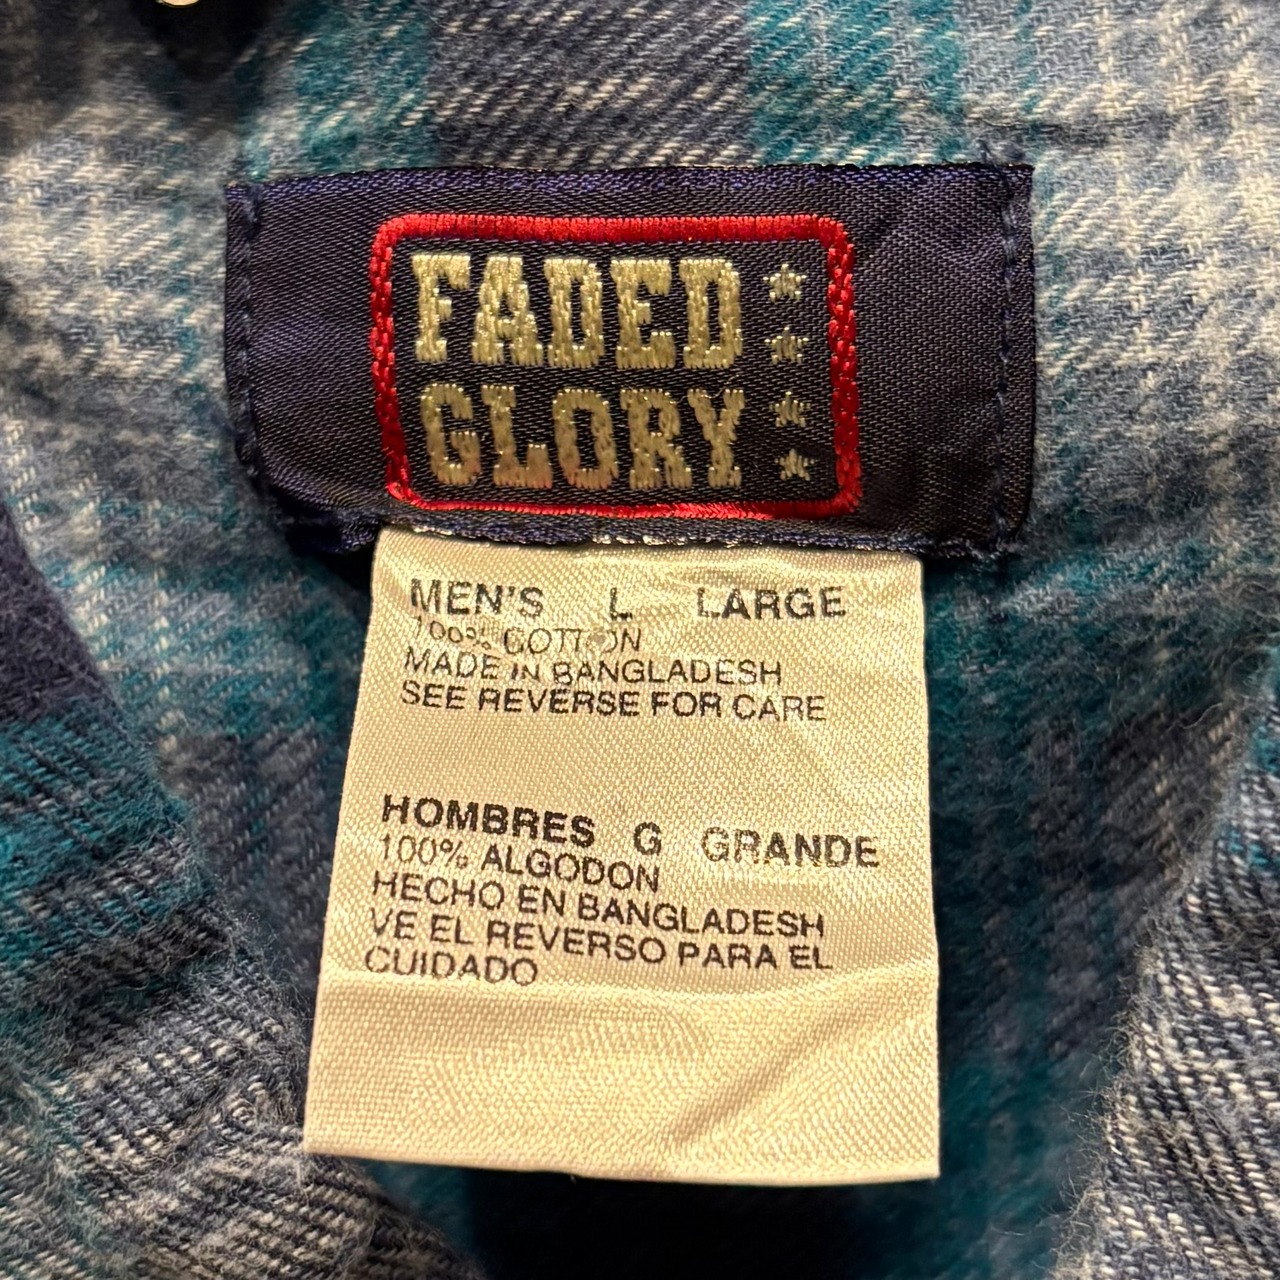 FADED
GLORY
MEN'S L LARGE
100% COTTON
MADE IN BANGLADESH
SEE REVERSE FOR CARE
HOMBRES G GRANDE
100% ALGODON
HECHO EN BANGLADESH
VE EL REVERSO PARA EL
CUIDADO